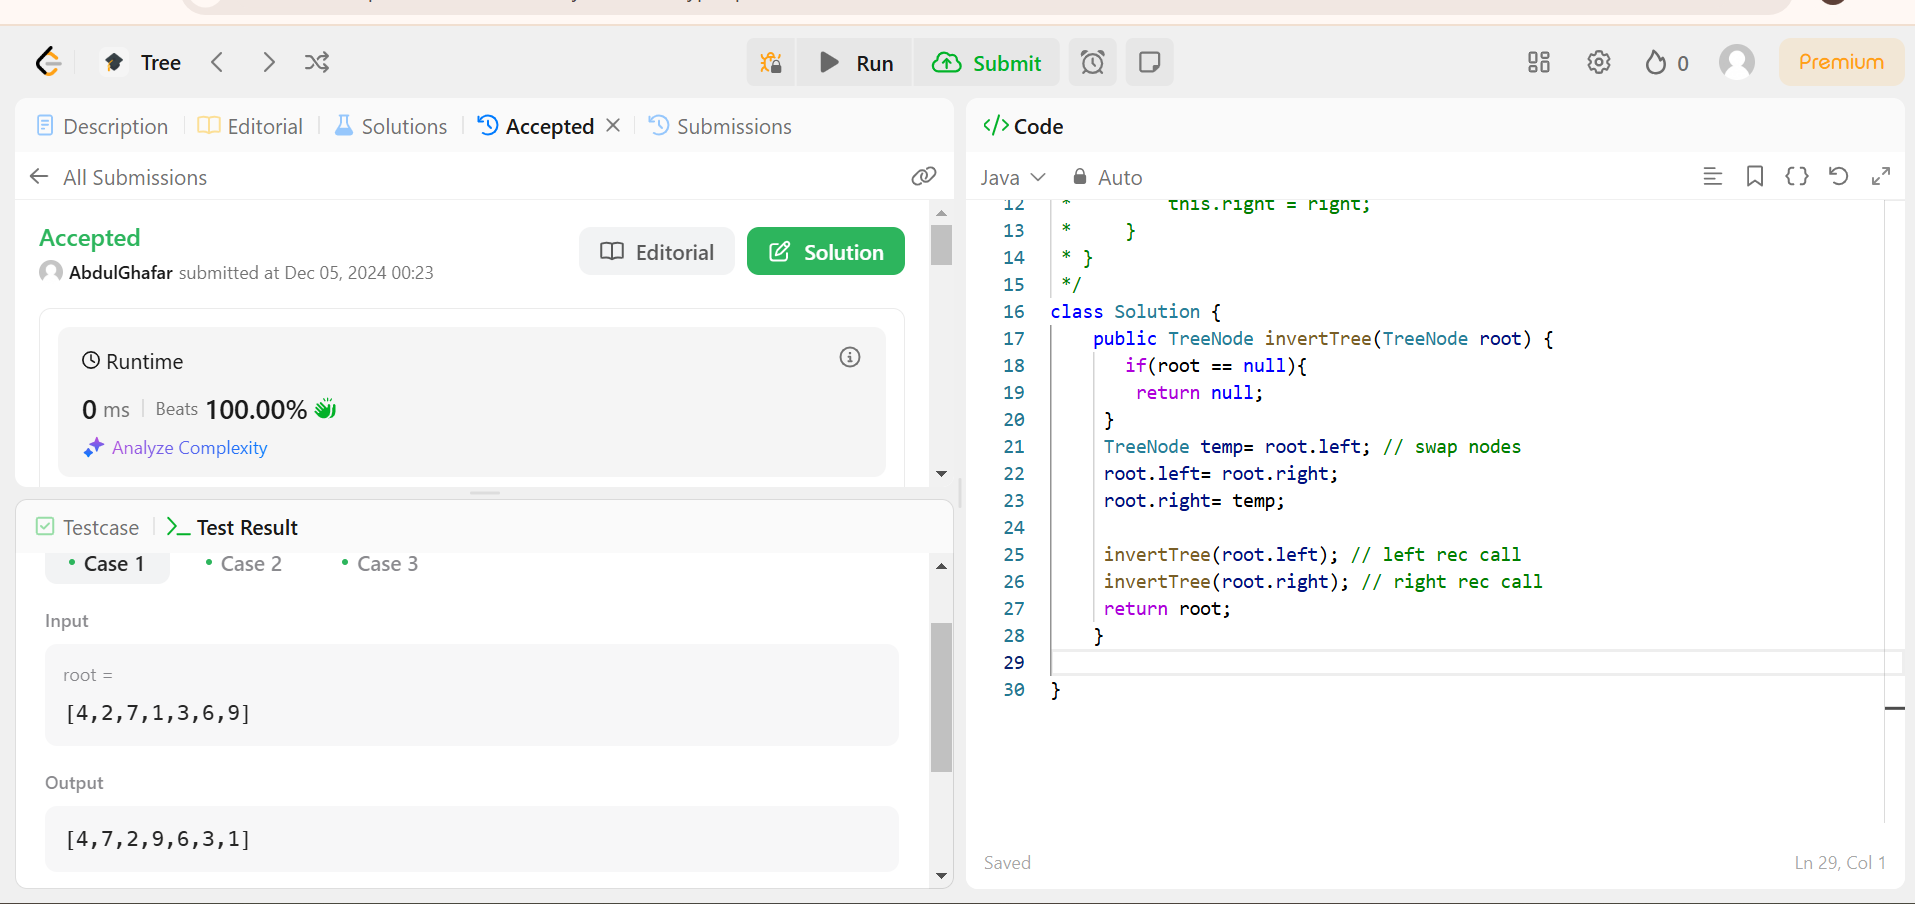 Tree
Run
Submit
0
Premium
Description
Editorial
Solutions
Accepted
Submissions
All Submissions
Accepted
AbdulGhafar submitted at Dec 05, 2024 00:23
Editorial
Solution
Runtime
0 ms
Beats 100.00%
Analyze Complexity
Testcase
Test Result
Case 1
Case 2
Case 3
Input
root =
[4,2,7,1,3,6,9]
Output
[4,7,2,9,6,3,1]
</> Code
Java
Auto
12 * this.right = right;
13 * }
14 * }
15 */
16 class Solution {
17 public TreeNode invertTree(TreeNode root) {
18 if(root == null){
19 return null;
20 }
21 TreeNode temp= root.left; // swap nodes
22 root.left= root.right;
23 root.right= temp;
24
25 invertTree(root.left); // left rec call
26 invertTree(root.right); // right rec call
27 return root;
28 }
29
30 }
Saved
Ln 29, Col 1